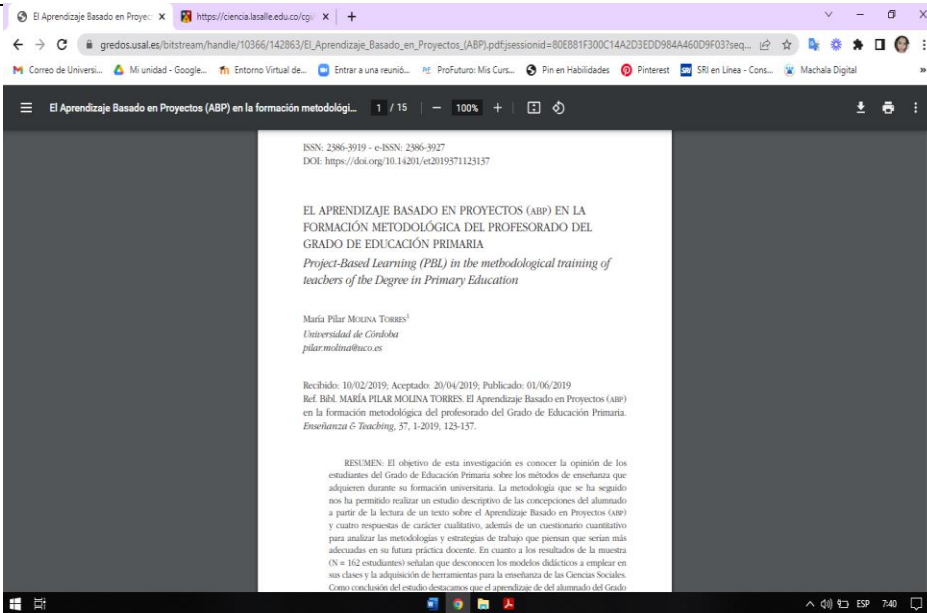 El Aprendizaje Basado en Proyec
https://ciencia.lasalle.edu.co/cgi
gredos.usal.es/bitstream/handle/10366/142863/El_Aprendizaje_Basado_en_Proyectos_(ABP).pdf;jsessionid=80E881F300C14A2D3EDD984A460D9F03?seq...
Correo de Universi... Mi unidad - Google... Entorno Virtual de... Entrar a una reunió... ProFuturo: Mis Curs... Pin en Habilidades Pinterest SRI en Línea - Cons... Machala Digital »
El Aprendizaje Basado en Proyectos (ABP) en la formación metodológi... 1 / 15 — 100% +
ISSN: 2386-3919 - e-ISSN: 2386-3927
DOI: https://doi.org/10.14201/et2019371123137
EL APRENDIZAJE BASADO EN PROYECTOS (ABP) EN LA
FORMACIÓN METODOLÓGICA DEL PROFESORADO DEL
GRADO DE EDUCACIÓN PRIMARIA
Project-Based Learning (PBL) in the methodological training of
teachers of the Degree in Primary Education
María Pilar MOLINA TORRES¹
Universidad de Córdoba
pilar.molina@uco.es
Recibido: 10/02/2019; Aceptado: 20/04/2019; Publicado: 01/06/2019
Ref. Bibl. MARÍA PILAR MOLINA TORRES. El Aprendizaje Basado en Proyectos (ABP)
en la formación metodológica del profesorado del Grado de Educación Primaria.
Enseñanza & Teaching, 37, 1-2019, 123-137.
RESUMEN: El objetivo de esta investigación es conocer la opinión de los
estudiantes del Grado de Educación Primaria sobre los métodos de enseñanza que
adquieren durante su formación universitaria. La metodología que se ha seguido
nos ha permitido realizar un estudio descriptivo de las concepciones del alumnado
a partir de la lectura de un texto sobre el Aprendizaje Basado en Proyectos (ABP)
y cuatro respuestas de carácter cualitativo, además de un cuestionario cuantitativo
para analizar las metodologías y estrategias de trabajo que piensan que serían más
adecuadas en su futura práctica docente. En cuanto a los resultados de la muestra
(N = 162 estudiantes) señalan que desconocen los modelos didácticos a emplear en
sus clases y la adquisición de herramientas para la enseñanza de las Ciencias Sociales.
Como conclusión del estudio destacamos que el aprendizaje de del alumnado del Grado
ESP 7:40